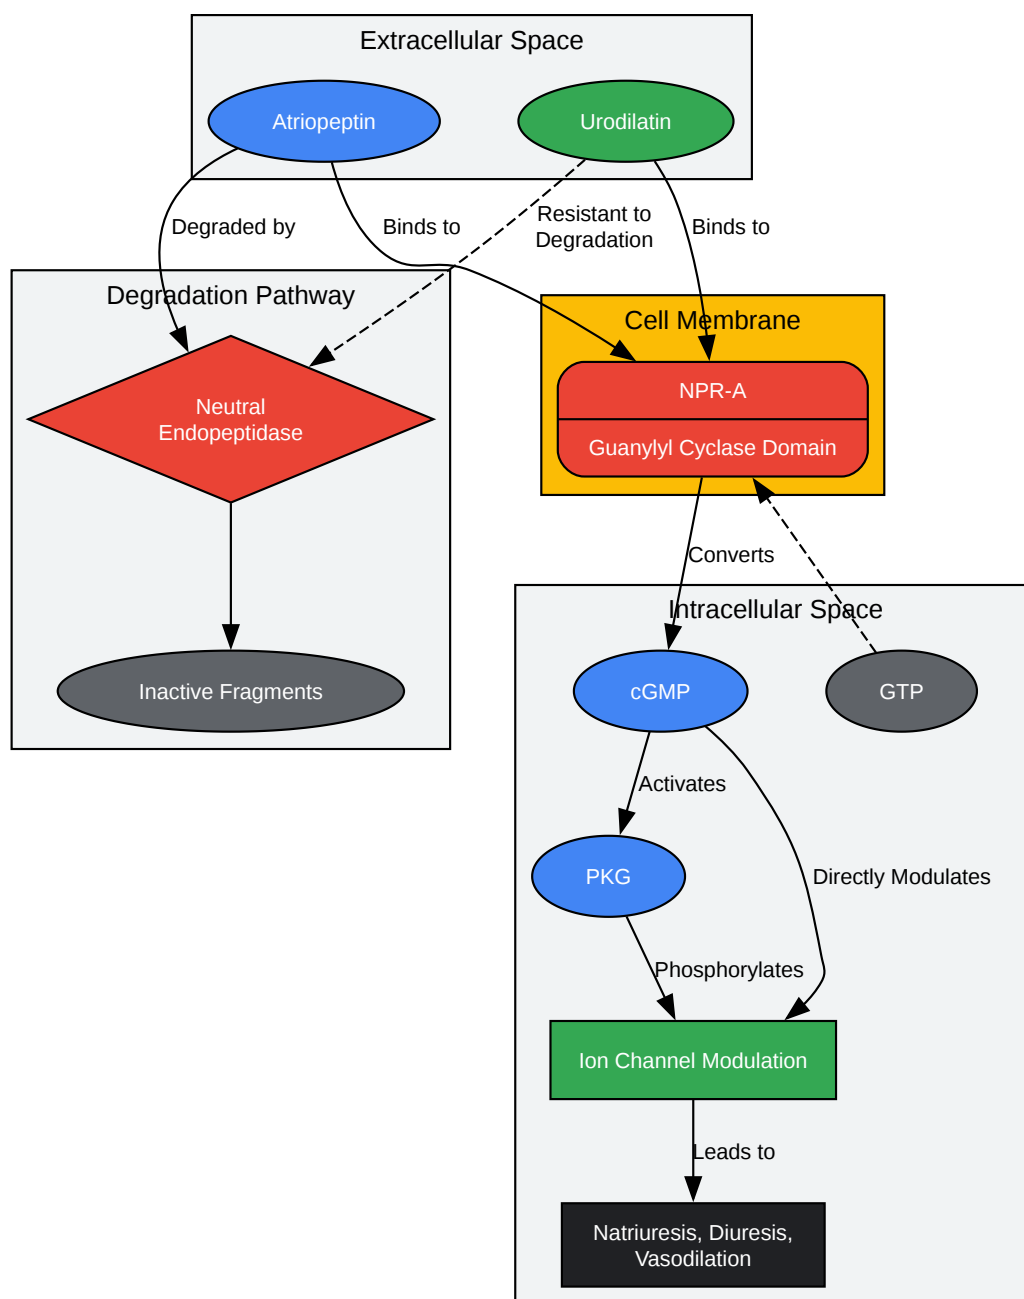 Extracellular Space
Atriopeptin
Urodilatin
Degraded by
Binds to
Resistant to
Degradation
Binds to
Degradation Pathway
Cell Membrane
Neutral
Endopeptidase
NPR-A
Guanylyl Cyclase Domain
Converts
Intracellular Space
Inactive Fragments
cGMP
GTP
Activates
PKG
Directly Modulates
Phosphorylates
Ion Channel Modulation
Leads to
Natriuresis, Diuresis,
Vasodilation